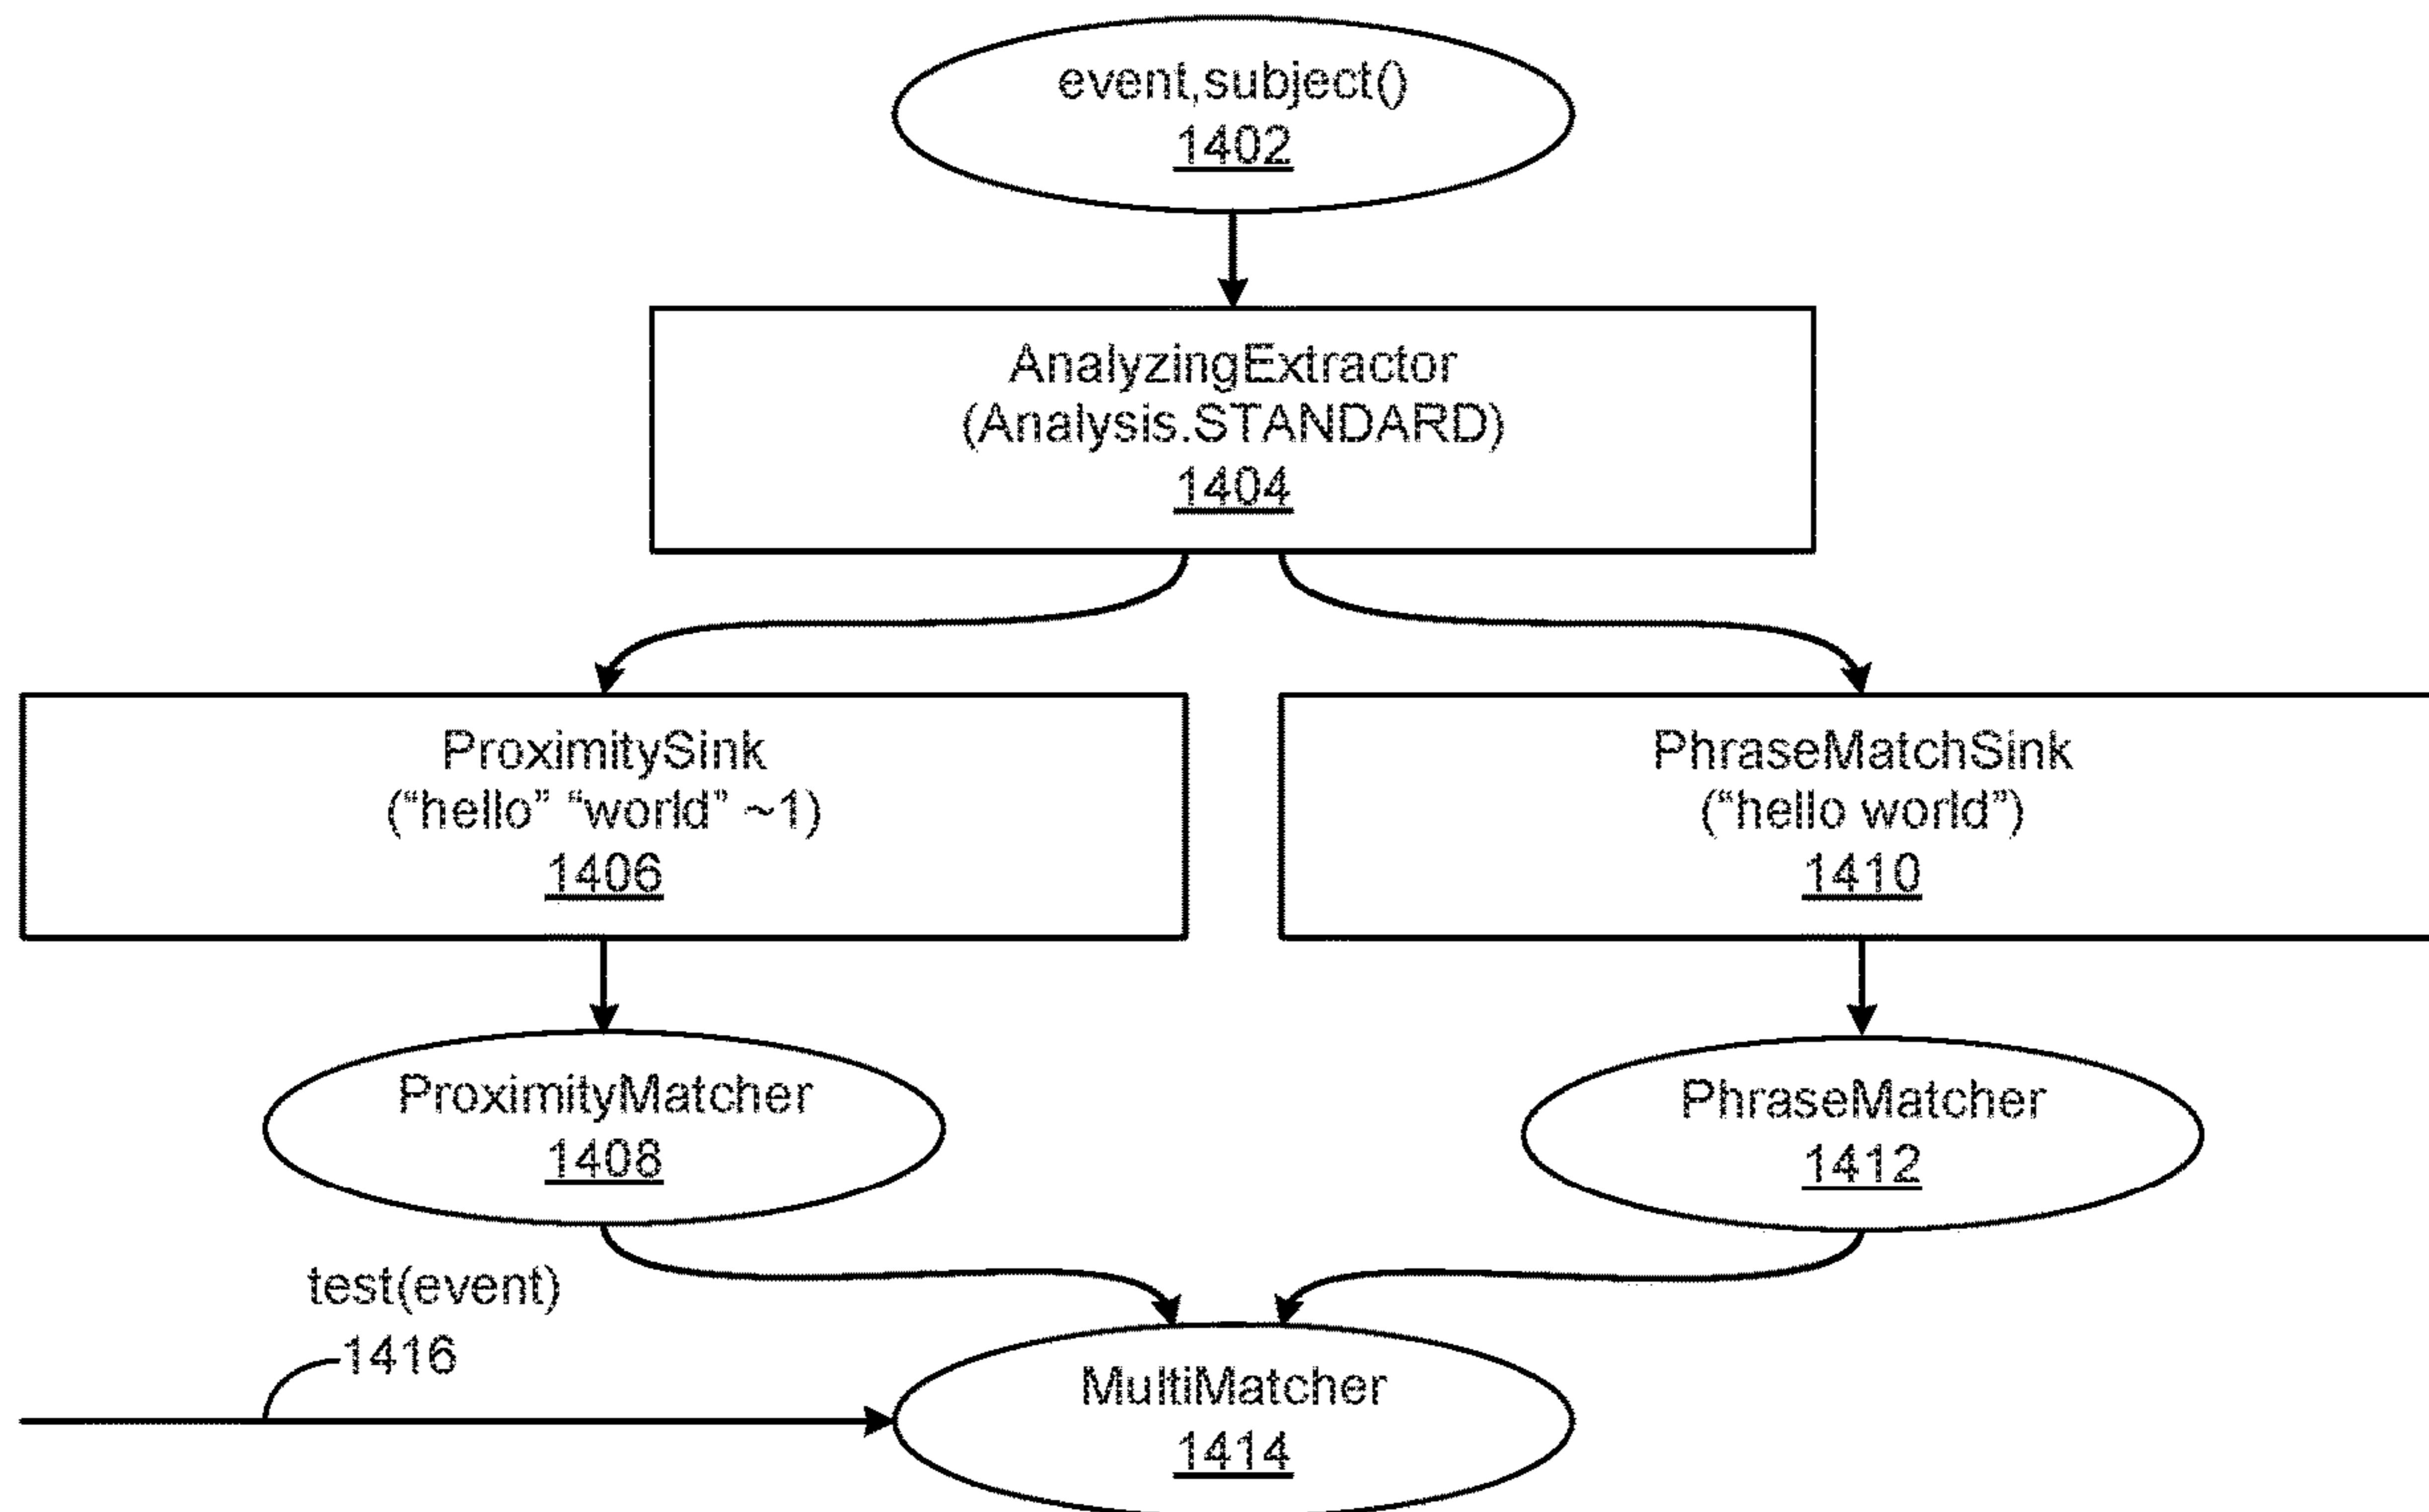 event,subject()
1402
AnalyzingExtractor
(Analysis.STANDARD)
1404
ProximitySink
(“hello” “world” ~1)
1406
PhraseMatchSink
(“hello world”)
1410
ProximityMatcher
1408
PhraseMatcher
1412
test(event)
1416
MultiMatcher
1414